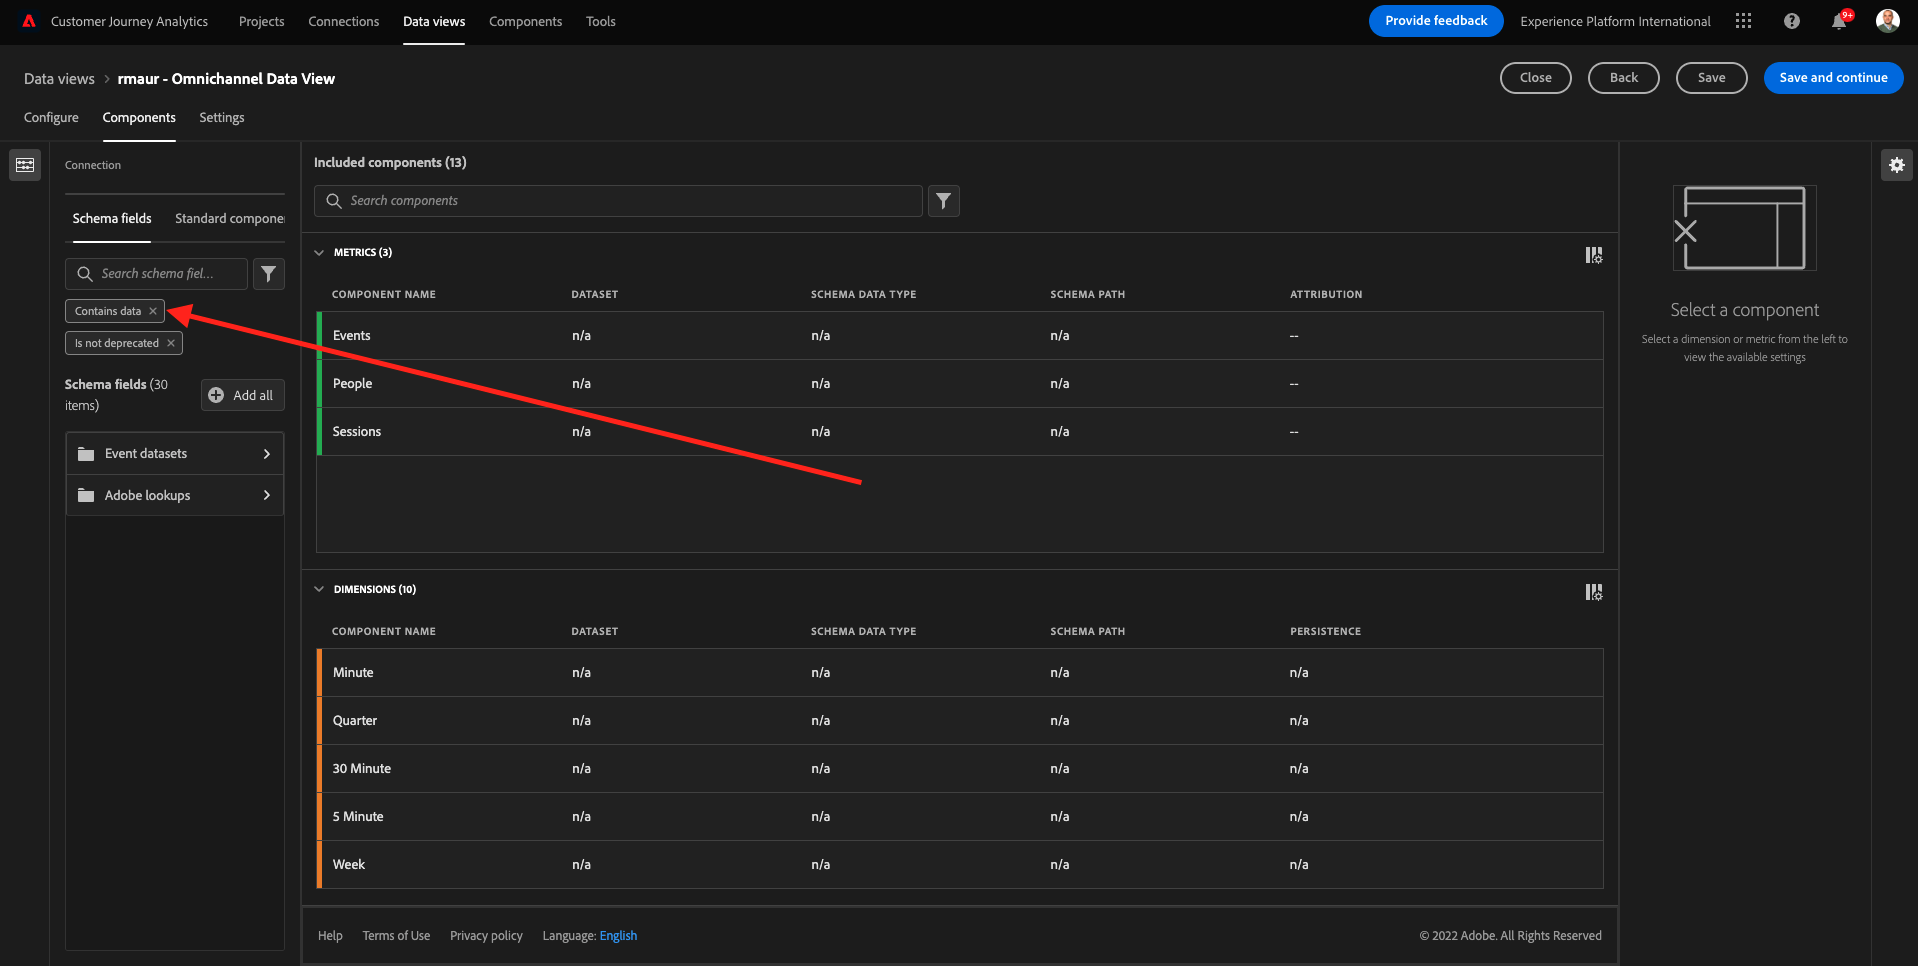 Customer Journey Analytics Projects Connections Data views Components Tools Provide feedback Experience Platform International 9+
Data views > rmaur - Omnichannel Data View Close Back Save Save and continue
Configure Components Settings
Connection
Schema fields Standard compone
Search schema fiel...
Contains data
Is not deprecated
Schema fields (30
items)
Add all
Event datasets
Adobe lookups
Included components (13)
Search components
METRICS (3)
COMPONENT NAME DATASET SCHEMA DATA TYPE SCHEMA PATH ATTRIBUTION
Events n/a n/a n/a --
People n/a n/a n/a --
Sessions n/a n/a n/a --
DIMENSIONS (10)
COMPONENT NAME DATASET SCHEMA DATA TYPE SCHEMA PATH PERSISTENCE
Minute n/a n/a n/a n/a
Quarter n/a n/a n/a n/a
30 Minute n/a n/a n/a n/a
5 Minute n/a n/a n/a n/a
Week n/a n/a n/a n/a
Select a component
Select a dimension or metric from the left to
view the available settings
Help Terms of Use Privacy policy Language: English © 2022 Adobe. All Rights Reserved